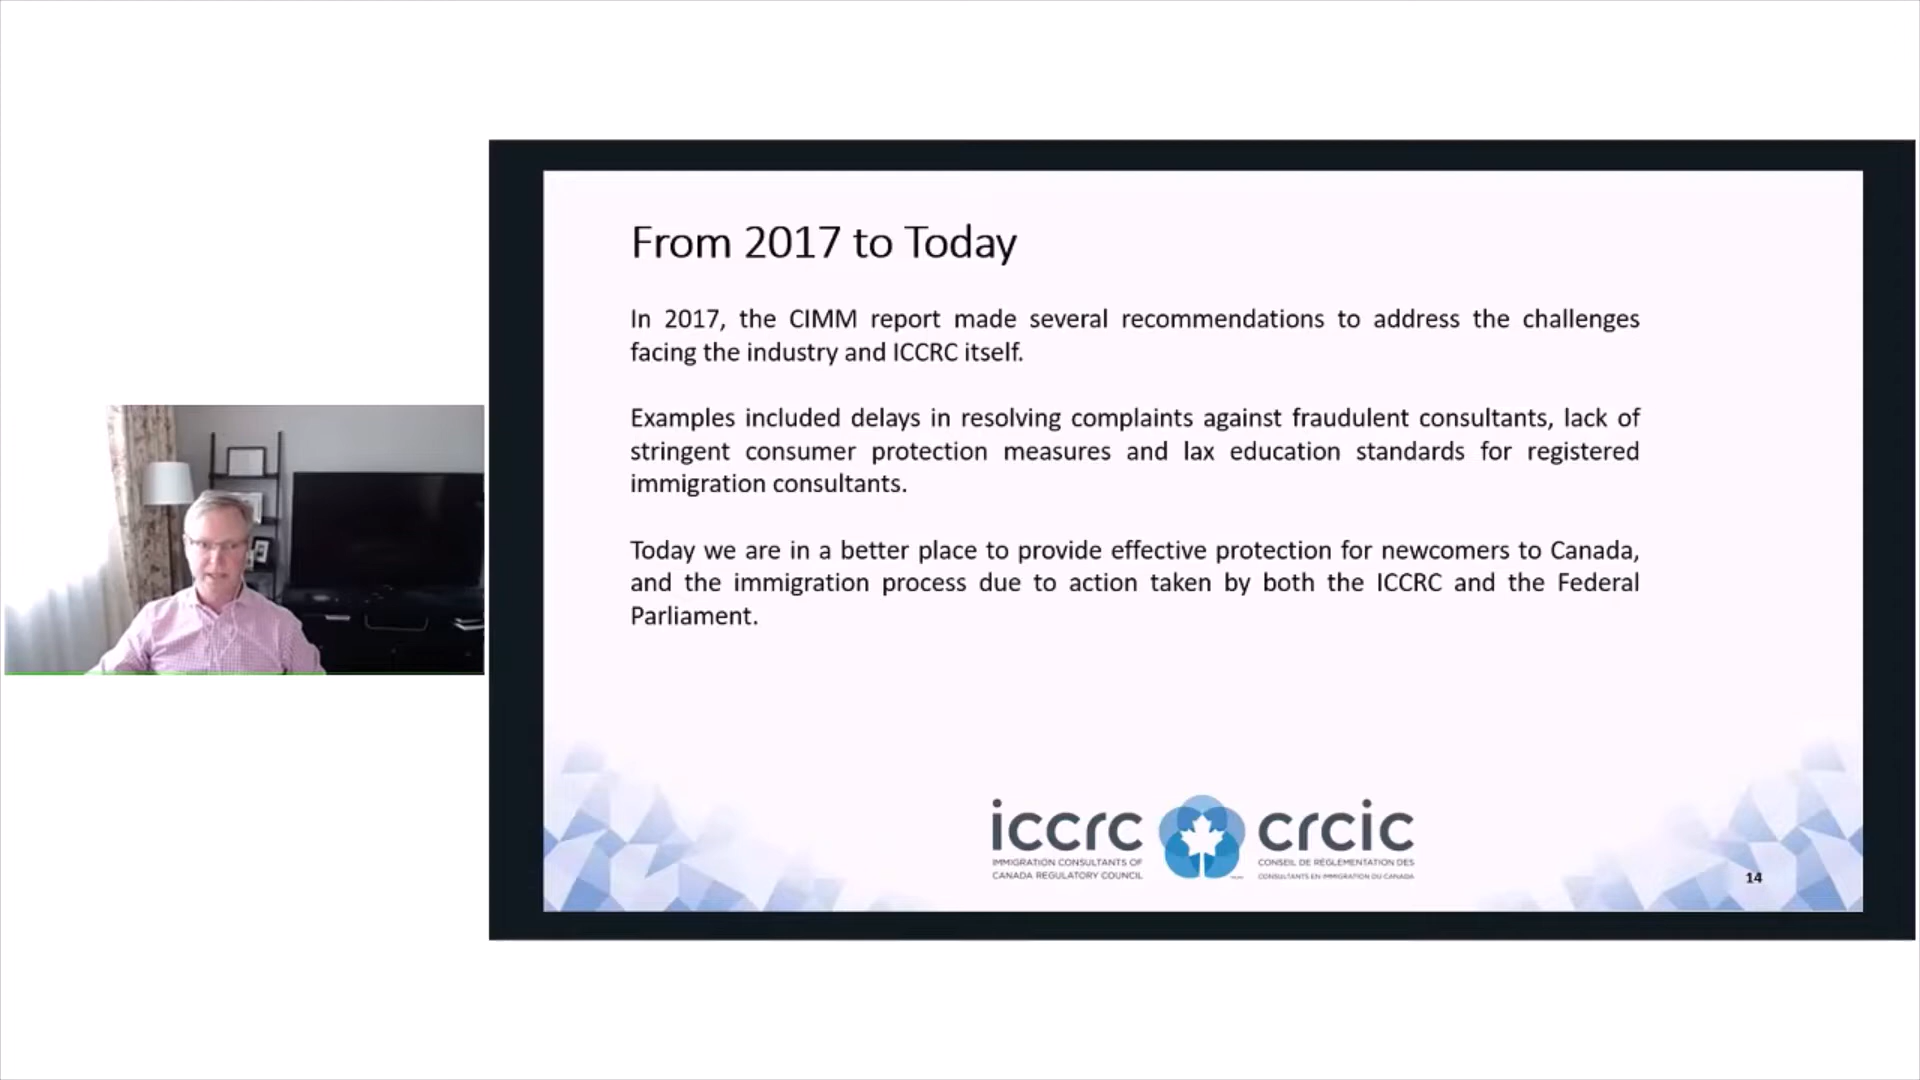 From 2017 to Today
In 2017, the CIMM report made several recommendations to address the challenges
facing the industry and ICCRC itself.
Examples included delays in resolving complaints against fraudulent consultants, lack of
stringent consumer protection measures and lax education standards for registered
immigration consultants.
Today we are in a better place to provide effective protection for newcomers to Canada,
and the immigration process due to action taken by both the ICCRC and the Federal
Parliament.
iccrc
IMMIGRATION CONSULTANTS OF
CANADA REGULATORY COUNCIL
crcic
CONSEIL DE RÉGLEMENTATION DES
CONSULTANTS EN IMMIGRATION DU CANADA
14